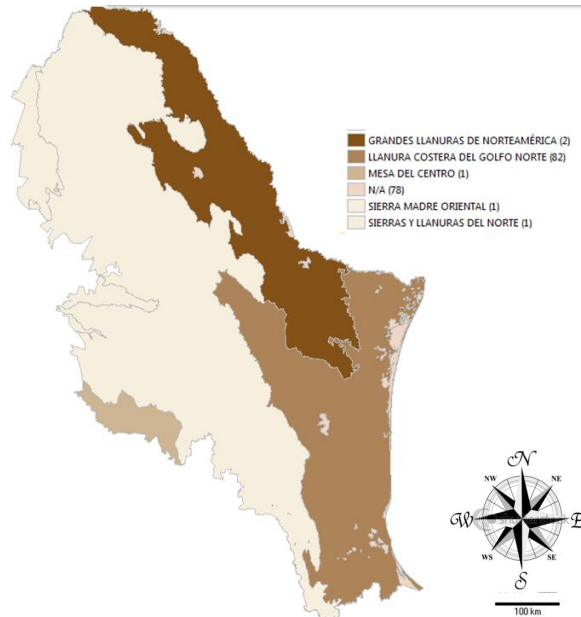 GRANDES LLANURAS DE NORTEAMÉRICA (2)
LLANURA COSTERA DEL GOLFO NORTE (82)
MESA DEL CENTRO (1)
N/A (78)
SIERRA MADRE ORIENTAL (1)
SIERRAS Y LLANURAS DEL NORTE (1)
N
NW
NE
W
E
WS
SE
S
100 km